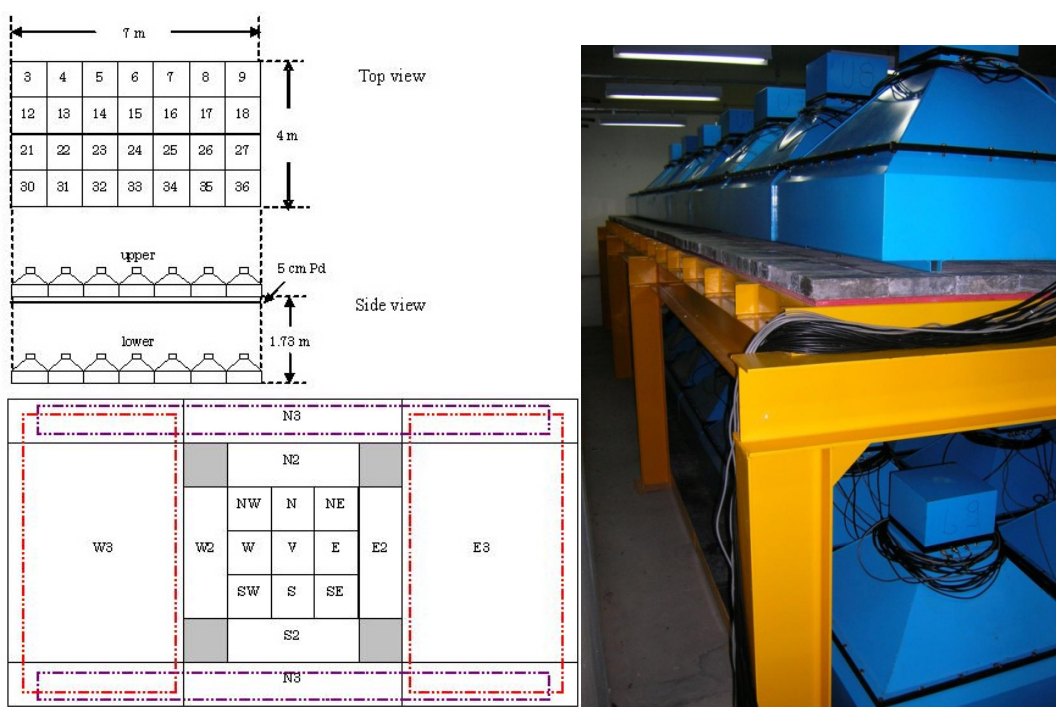 7 m
Top view
3 4 5 6 7 8 9
12 13 14 15 16 17 18
21 22 23 24 25 26 27
30 31 32 33 34 35 36
4 m
upper
5 cm Pd
Side view
lower
1.73 m
N3
N2
NW N NE
W3 W2 W V E E2 E3
SW S SE
S2
N3
U8